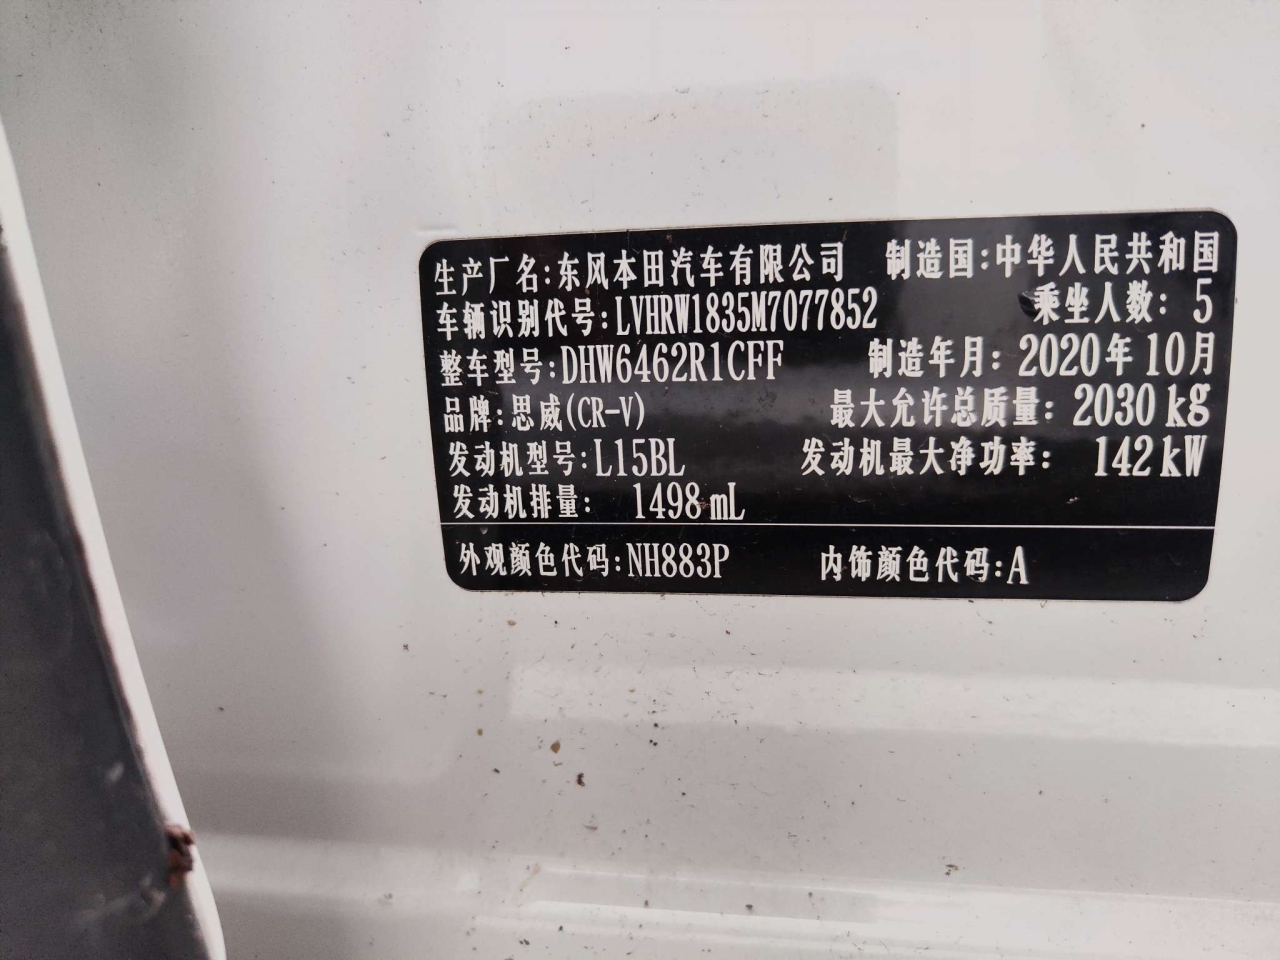 生产厂名:东风本田汽车有限公司 制造国:中华人民共和国
车辆识别代号:LVHRW1835M7077852 乘坐人数: 5
整车型号:DHW6462R1CFF 制造年月: 2020年10月
品牌:思威(CR-V) 最大允许总质量: 2030kg
发动机型号:L15BL 发动机最大净功率: 142kW
发动机排量: 1498 mL
外观颜色代码:NH883P 内饰颜色代码:A